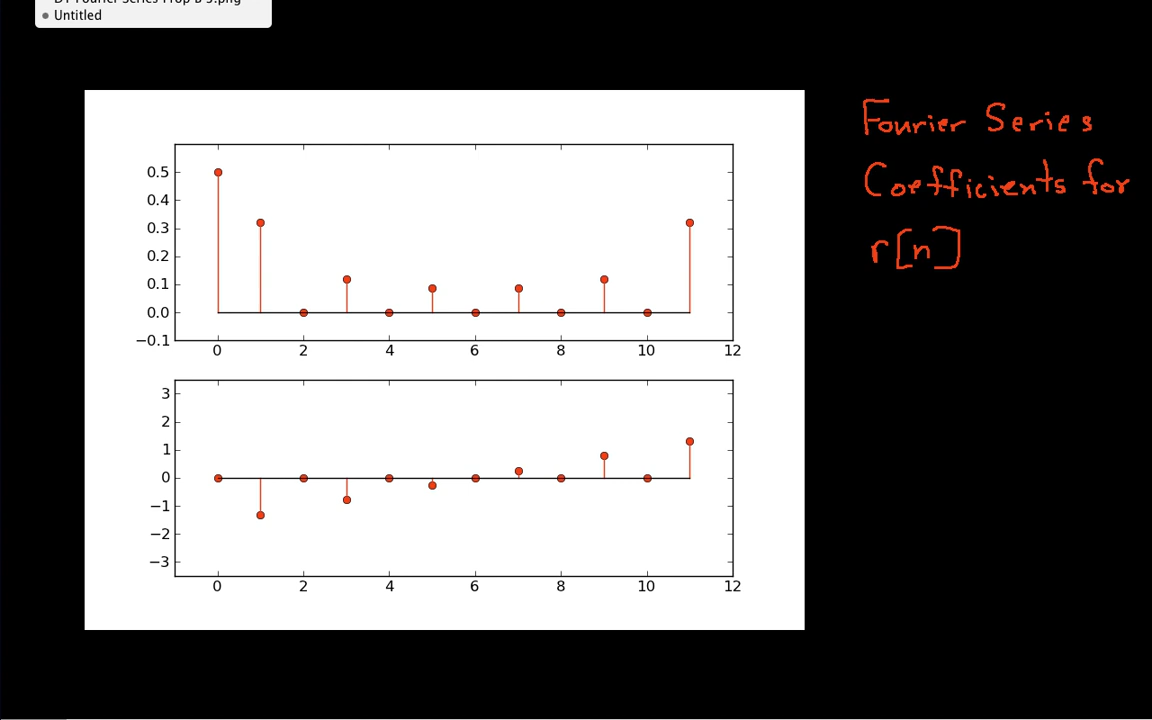 Untitled
Fourier Series
Coefficients for
r[n]
0.5
0.4
0.3
0.2
0.1
0.0
−0.1
0 2 4 6 8 10 12
3
2
1
0
−1
−2
−3
0 2 4 6 8 10 12